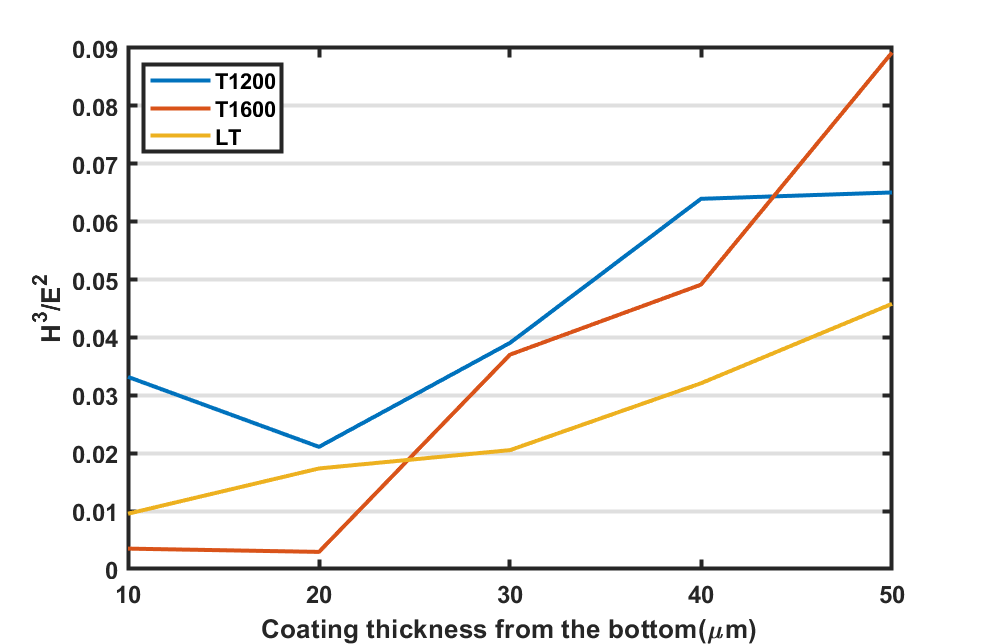 0.09
0.08
0.07
0.06
0.05
0.04
0.03
0.02
0.01
0
T1200
T1600
LT
H³/E²
10 20 30 40 50
Coating thickness from the bottom(μm)